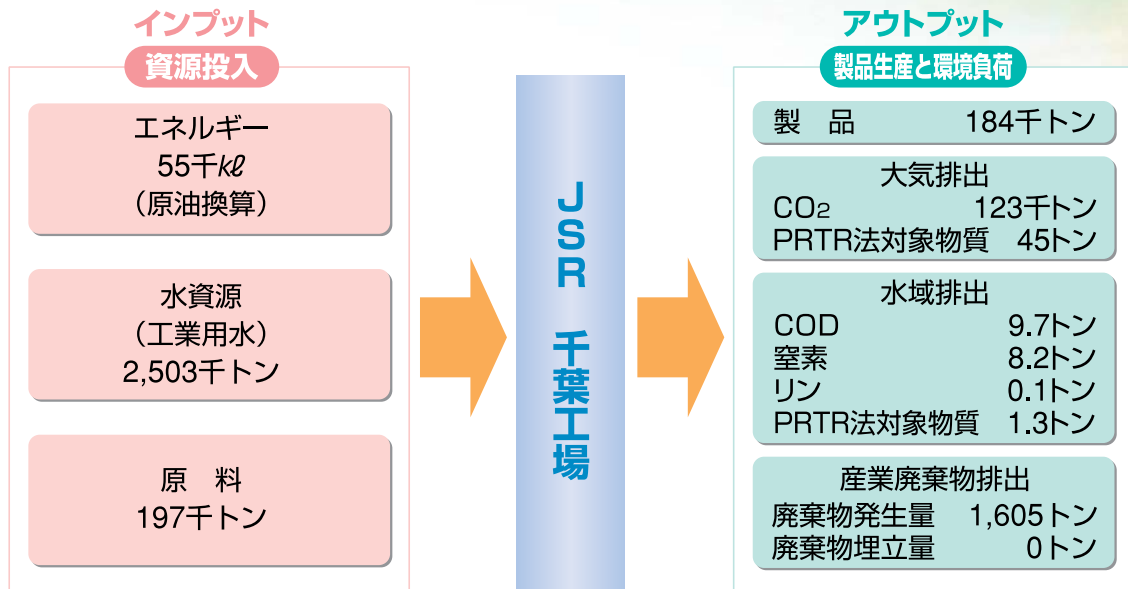 インプット
資源投入
エネルギー
55千kℓ
（原油換算）
水資源
（工業用水）
2,503千トン
原　料
197千トン
JSR　千葉工場
アウトプット
製品生産と環境負荷
製　品　184千トン
大気排出
CO₂　123千トン
PRTR法対象物質　45トン
水域排出
COD　9.7トン
窒素　8.2トン
リン　0.1トン
PRTR法対象物質　1.3トン
産業廃棄物排出
廃棄物発生量　1,605トン
廃棄物埋立量　0トン